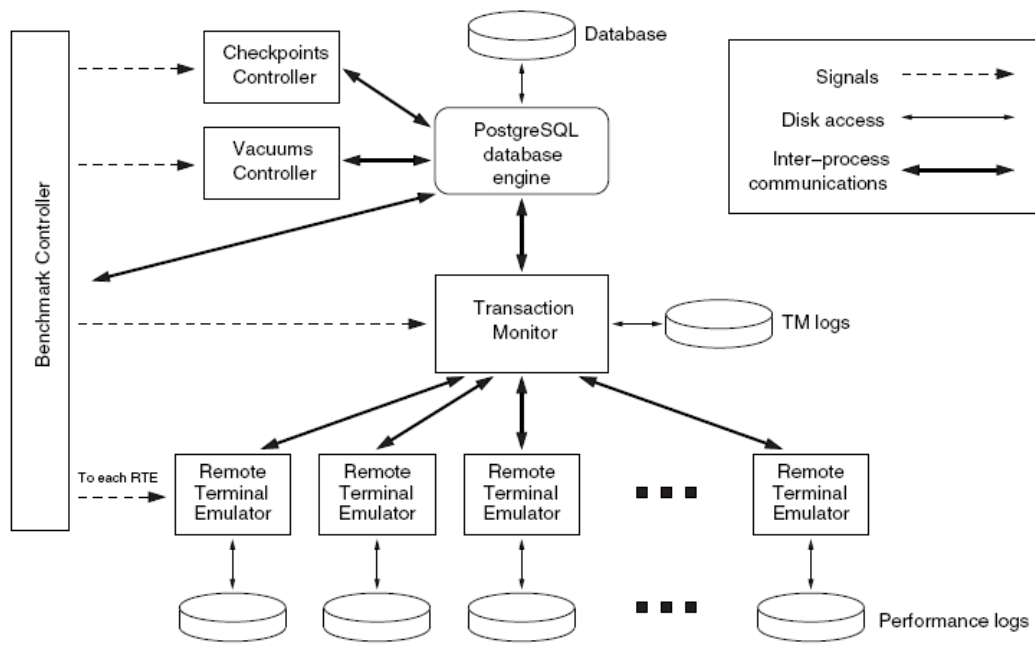 Benchmark Controller
Checkpoints
Controller
Vacuums
Controller
Database
PostgreSQL
database
engine
Signals
Disk access
Inter-process
communications
Transaction
Monitor
TM logs
To each RTE
Remote
Terminal
Emulator
Remote
Terminal
Emulator
Remote
Terminal
Emulator
Remote
Terminal
Emulator
Performance logs